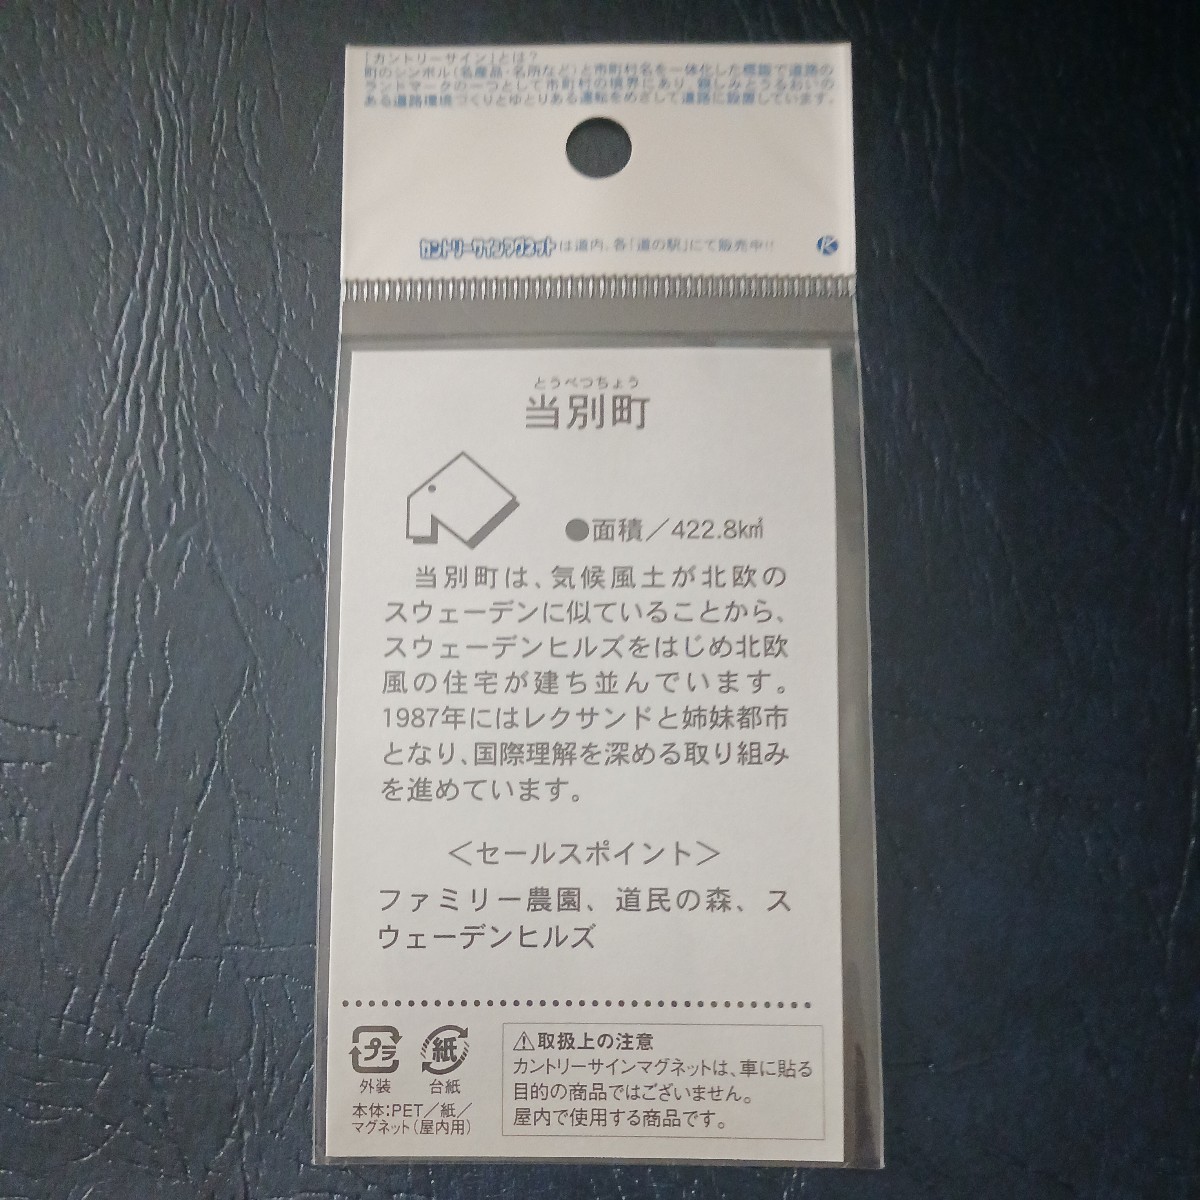 「カントリーサイン」とは?
町のシンボル(名産品・名所など)と市町村名を一体化した標識で道路の
ランドマークの一つとして市町村の境界にあり、親しみとうるおいの
ある道路環境づくりとゆとりある運転をめざして道路に設置しています。
カントリーサインマグネットは道内、各「道の駅」にて販売中!!
K
とうべつちょう
当別町
●面積/422.8k㎡
当別町は、気候風土が北欧の
スウェーデンに似ていることから、
スウェーデンヒルズをはじめ北欧
風の住宅が建ち並んでいます。
1987年にはレクサンドと姉妹都市
となり、国際理解を深める取り組み
を進めています。
<セールスポイント>
ファミリー農園、道民の森、ス
ウェーデンヒルズ
プラ
外装
紙
台紙
本体:PET/紙/
マグネット(屋内用)
⚠取扱上の注意
カントリーサインマグネットは、車に貼る
目的の商品ではございません。
屋内で使用する商品です。